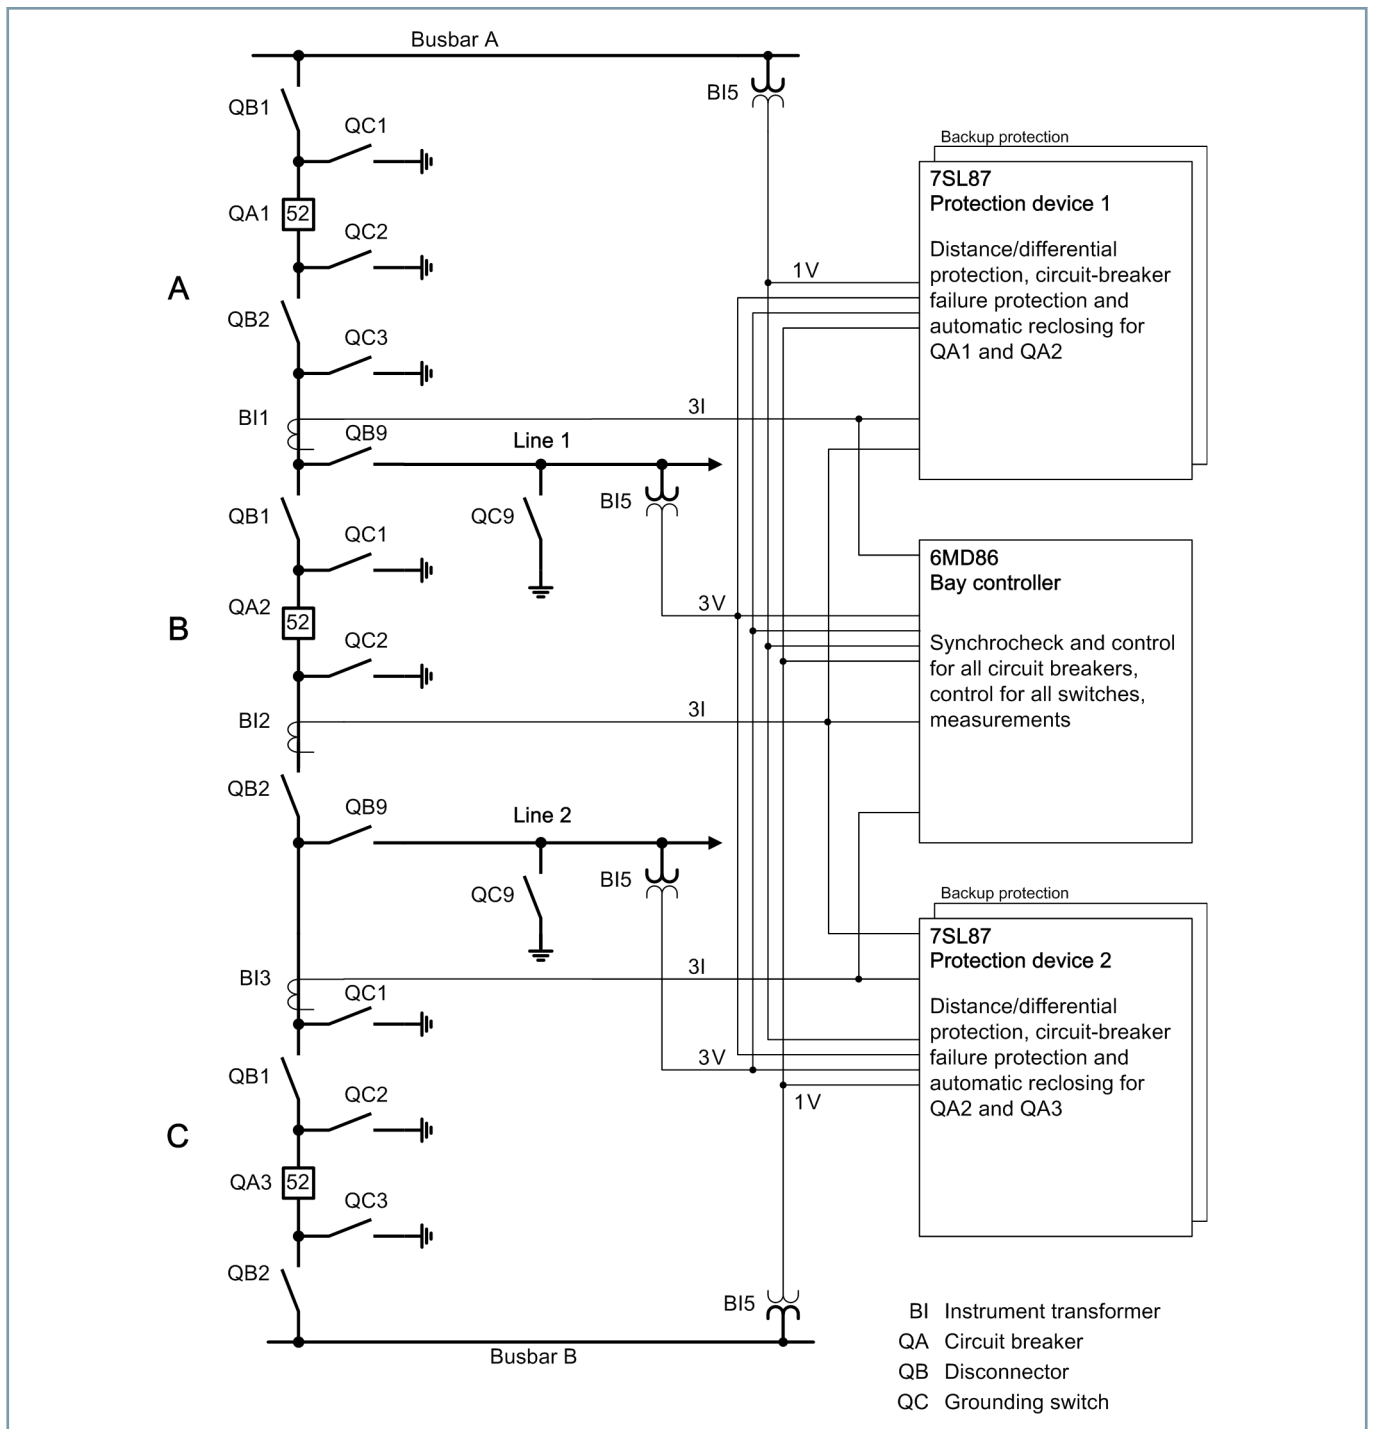 Busbar A
QB1
BI5
QC1
Backup protection
7SL87
Protection device 1
QA1
52
QC2
Distance/differential
protection, circuit-breaker
failure protection and
automatic reclosing for
QA1 and QA2
1V
A
QB2
QC3
BI1
3I
QB9
Line 1
BI5
QB1
QC9
QC1
6MD86
Bay controller
QA2
52
3V
B
QC2
Synchrocheck and control
for all circuit breakers,
control for all switches,
measurements
BI2
3I
QB2
QB9
Line 2
BI5
QC9
Backup protection
7SL87
Protection device 2
BI3
3I
QC1
Distance/differential
protection, circuit-breaker
failure protection and
automatic reclosing for
QA2 and QA3
3V
QB1
QC2
1V
C
QA3
52
QC3
QB2
BI5
Busbar B
BI Instrument transformer
QA Circuit breaker
QB Disconnector
QC Grounding switch